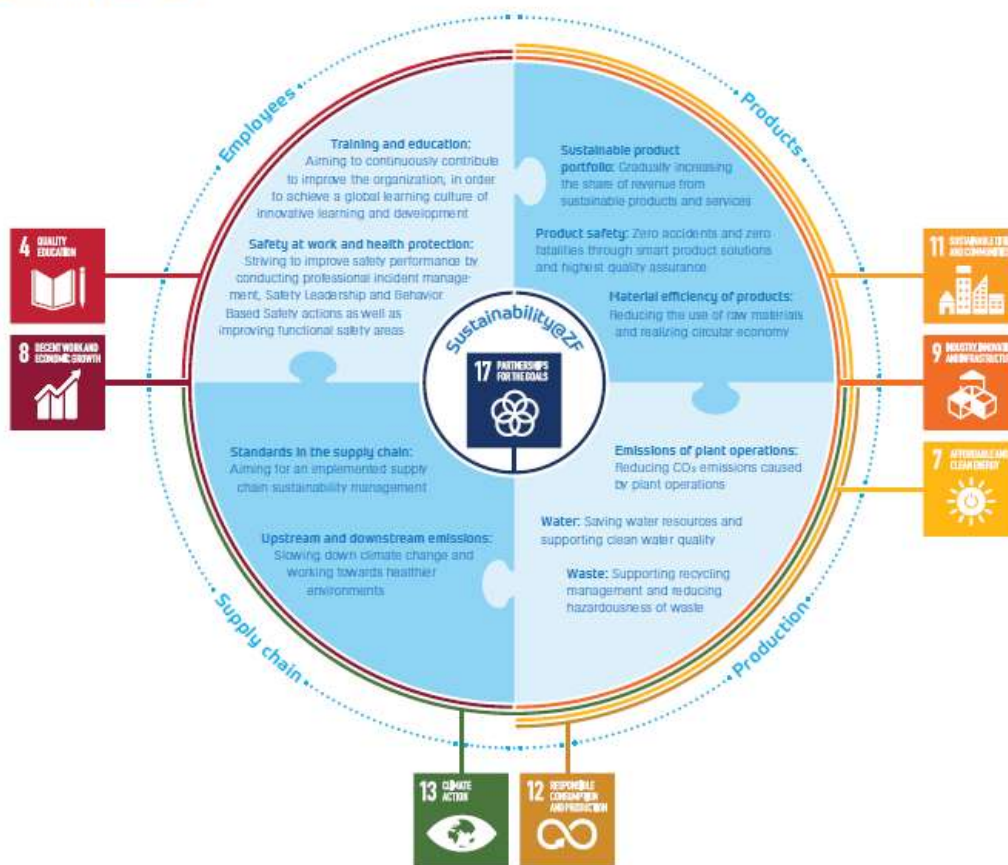 Employees
Products
Training and education:
Aiming to continuously contribute
to improve the organization, in order
to achieve a global learning culture of
innovative learning and development
Safety at work and health protection:
Striving to improve safety performance by
conducting professional incident manage-
ment, Safety Leadership and Behavior
Based Safety actions as well as
improving functional safety areas
Sustainable product
portfolio: Gradually increasing
the share of revenue from
sustainable products and services
Product safety: Zero accidents and zero
fatalities through smart product solutions
and highest quality assurance
Material efficiency of products:
Reducing the use of raw materials
and realizing circular economy
4 QUALITY
EDUCATION
8 DECENT WORK AND
ECONOMIC GROWTH
Sustainability@ZF
17 PARTNERSHIPS
FOR THE GOALS
11 SUSTAINABLE
AND COMMUNITIES
9 INDUSTRY,
AND
7 AFFORDABLE AND
CLEAN ENERGY
Standards in the supply chain:
Aiming for an implemented supply
chain sustainability management
Upstream and downstream emissions:
Slowing down climate change and
working towards healthier
environments
Emissions of plant operations:
Reducing CO₂ emissions caused
by plant operations
Water: Saving water resources and
supporting clean water quality
Waste: Supporting recycling
management and reducing
hazardousness of waste
Supply chain
Production
13 CLIMATE
ACTION
12 RESPONSIBLE
CONSUMPTION
AND PRODUCTION